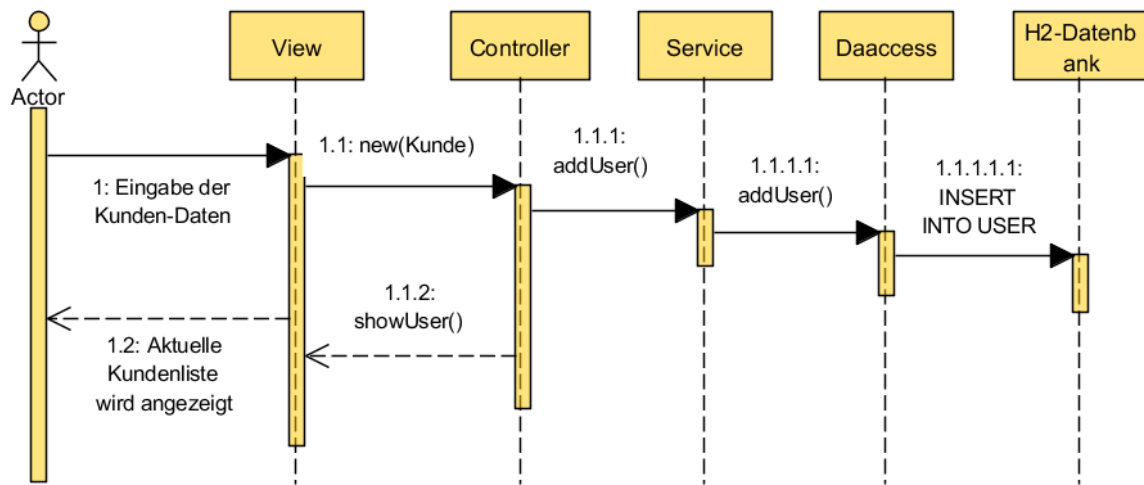 Actor
View
Controller
Service
Daaccess
H2-Datenb
ank
1: Eingabe der
Kunden-Daten
1.1: new(Kunde)
1.1.1:
addUser()
1.1.1.1:
addUser()
1.1.1.1.1:
INSERT
INTO USER
1.1.2:
showUser()
1.2: Aktuelle
Kundenliste
wird angezeigt